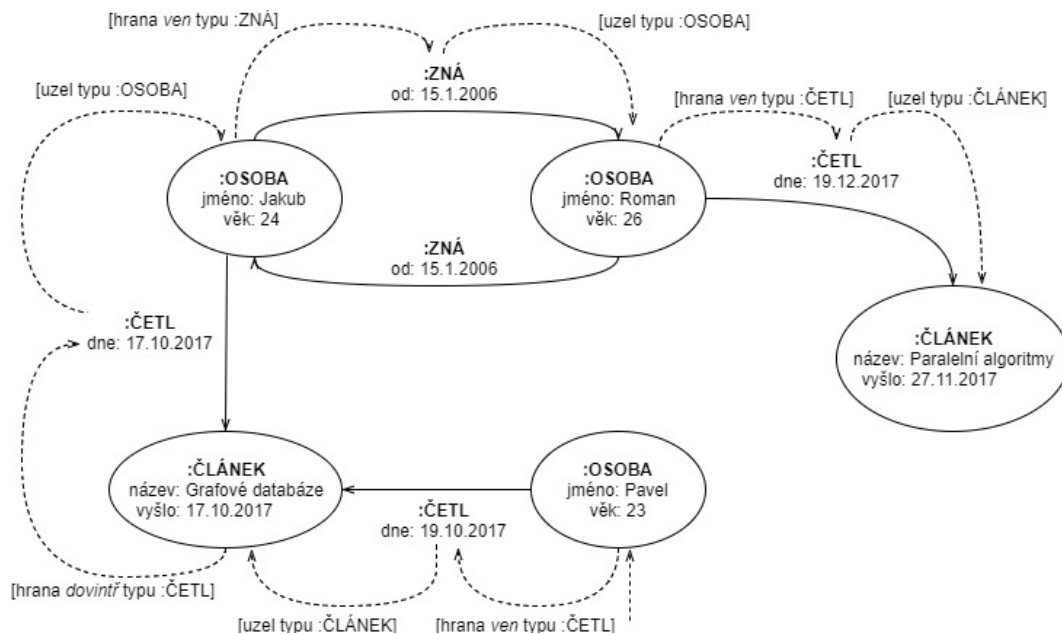 [hrana ven typu :ZNÁ]
[uzel typu :OSOBA]
:ZNÁ
od: 15.1.2006
[uzel typu :OSOBA]
[hrana ven typu :ČETL]
[uzel typu :ČLÁNEK]
:OSOBA
jméno: Jakub
věk: 24
:OSOBA
jméno: Roman
věk: 26
:ČETL
dne: 19.12.2017
:ZNÁ
od: 15.1.2006
:ČETL
dne: 17.10.2017
:ČLÁNEK
název: Paralelní algoritmy
vyšlo: 27.11.2017
:ČLÁNEK
název: Grafové databáze
vyšlo: 17.10.2017
:OSOBA
jméno: Pavel
věk: 23
:ČETL
dne: 19.10.2017
[hrana dovintř typu :ČETL]
[uzel typu :ČLÁNEK]
[hrana ven typu :ČETL]